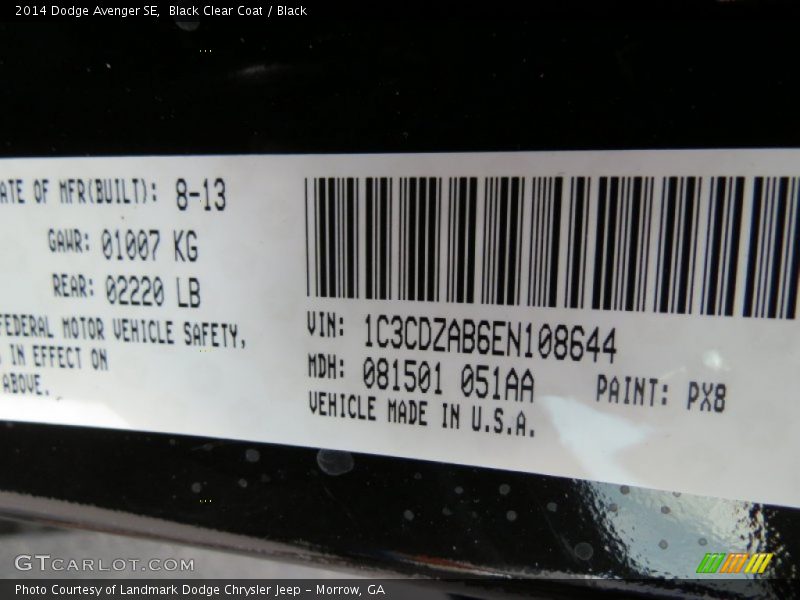 2014 Dodge Avenger SE,  Black Clear Coat / Black
ATE OF MFR(BUILT): 8-13
GAWR: 01007 KG
REAR: 02220 LB
FEDERAL MOTOR VEHICLE SAFETY,
IN EFFECT ON
ABOVE.
VIN: 1C3CDZAB6EN108644
MDH: 081501 051AA
PAINT: PX8
VEHICLE MADE IN U.S.A.
GTCARLOT.COM
Photo Courtesy of Landmark Dodge Chrysler Jeep – Morrow, GA